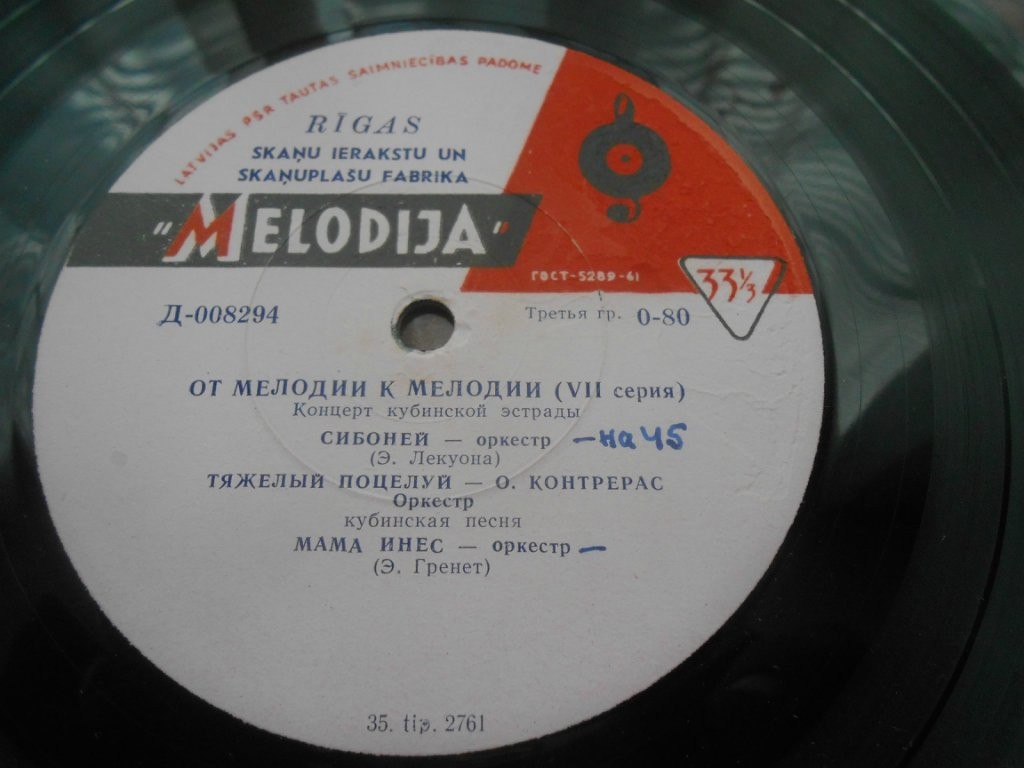 LATVIJAS PSR TAUTAS SAIMNIECĪBAS PADOME
RĪGAS
SKAŅU IERAKSTU UN
SKAŅUPLAŠU FABRIKA
"MELODIJA"
ГОСТ-5289-61
33⅓
Д-008294
Третья гр. 0-80
ОТ МЕЛОДИИ К МЕЛОДИИ (VII серия)
Концерт кубинской эстрады
СИБОНЕЙ — оркестр – на 45
(Э. Лекуона)
ТЯЖЕЛЫЙ ПОЦЕЛУЙ — О. КОНТРЕРАС
Оркестр
кубинская песня
МАМА ИНЕС — оркестр –
(Э. Гренет)
35. tip. 2761